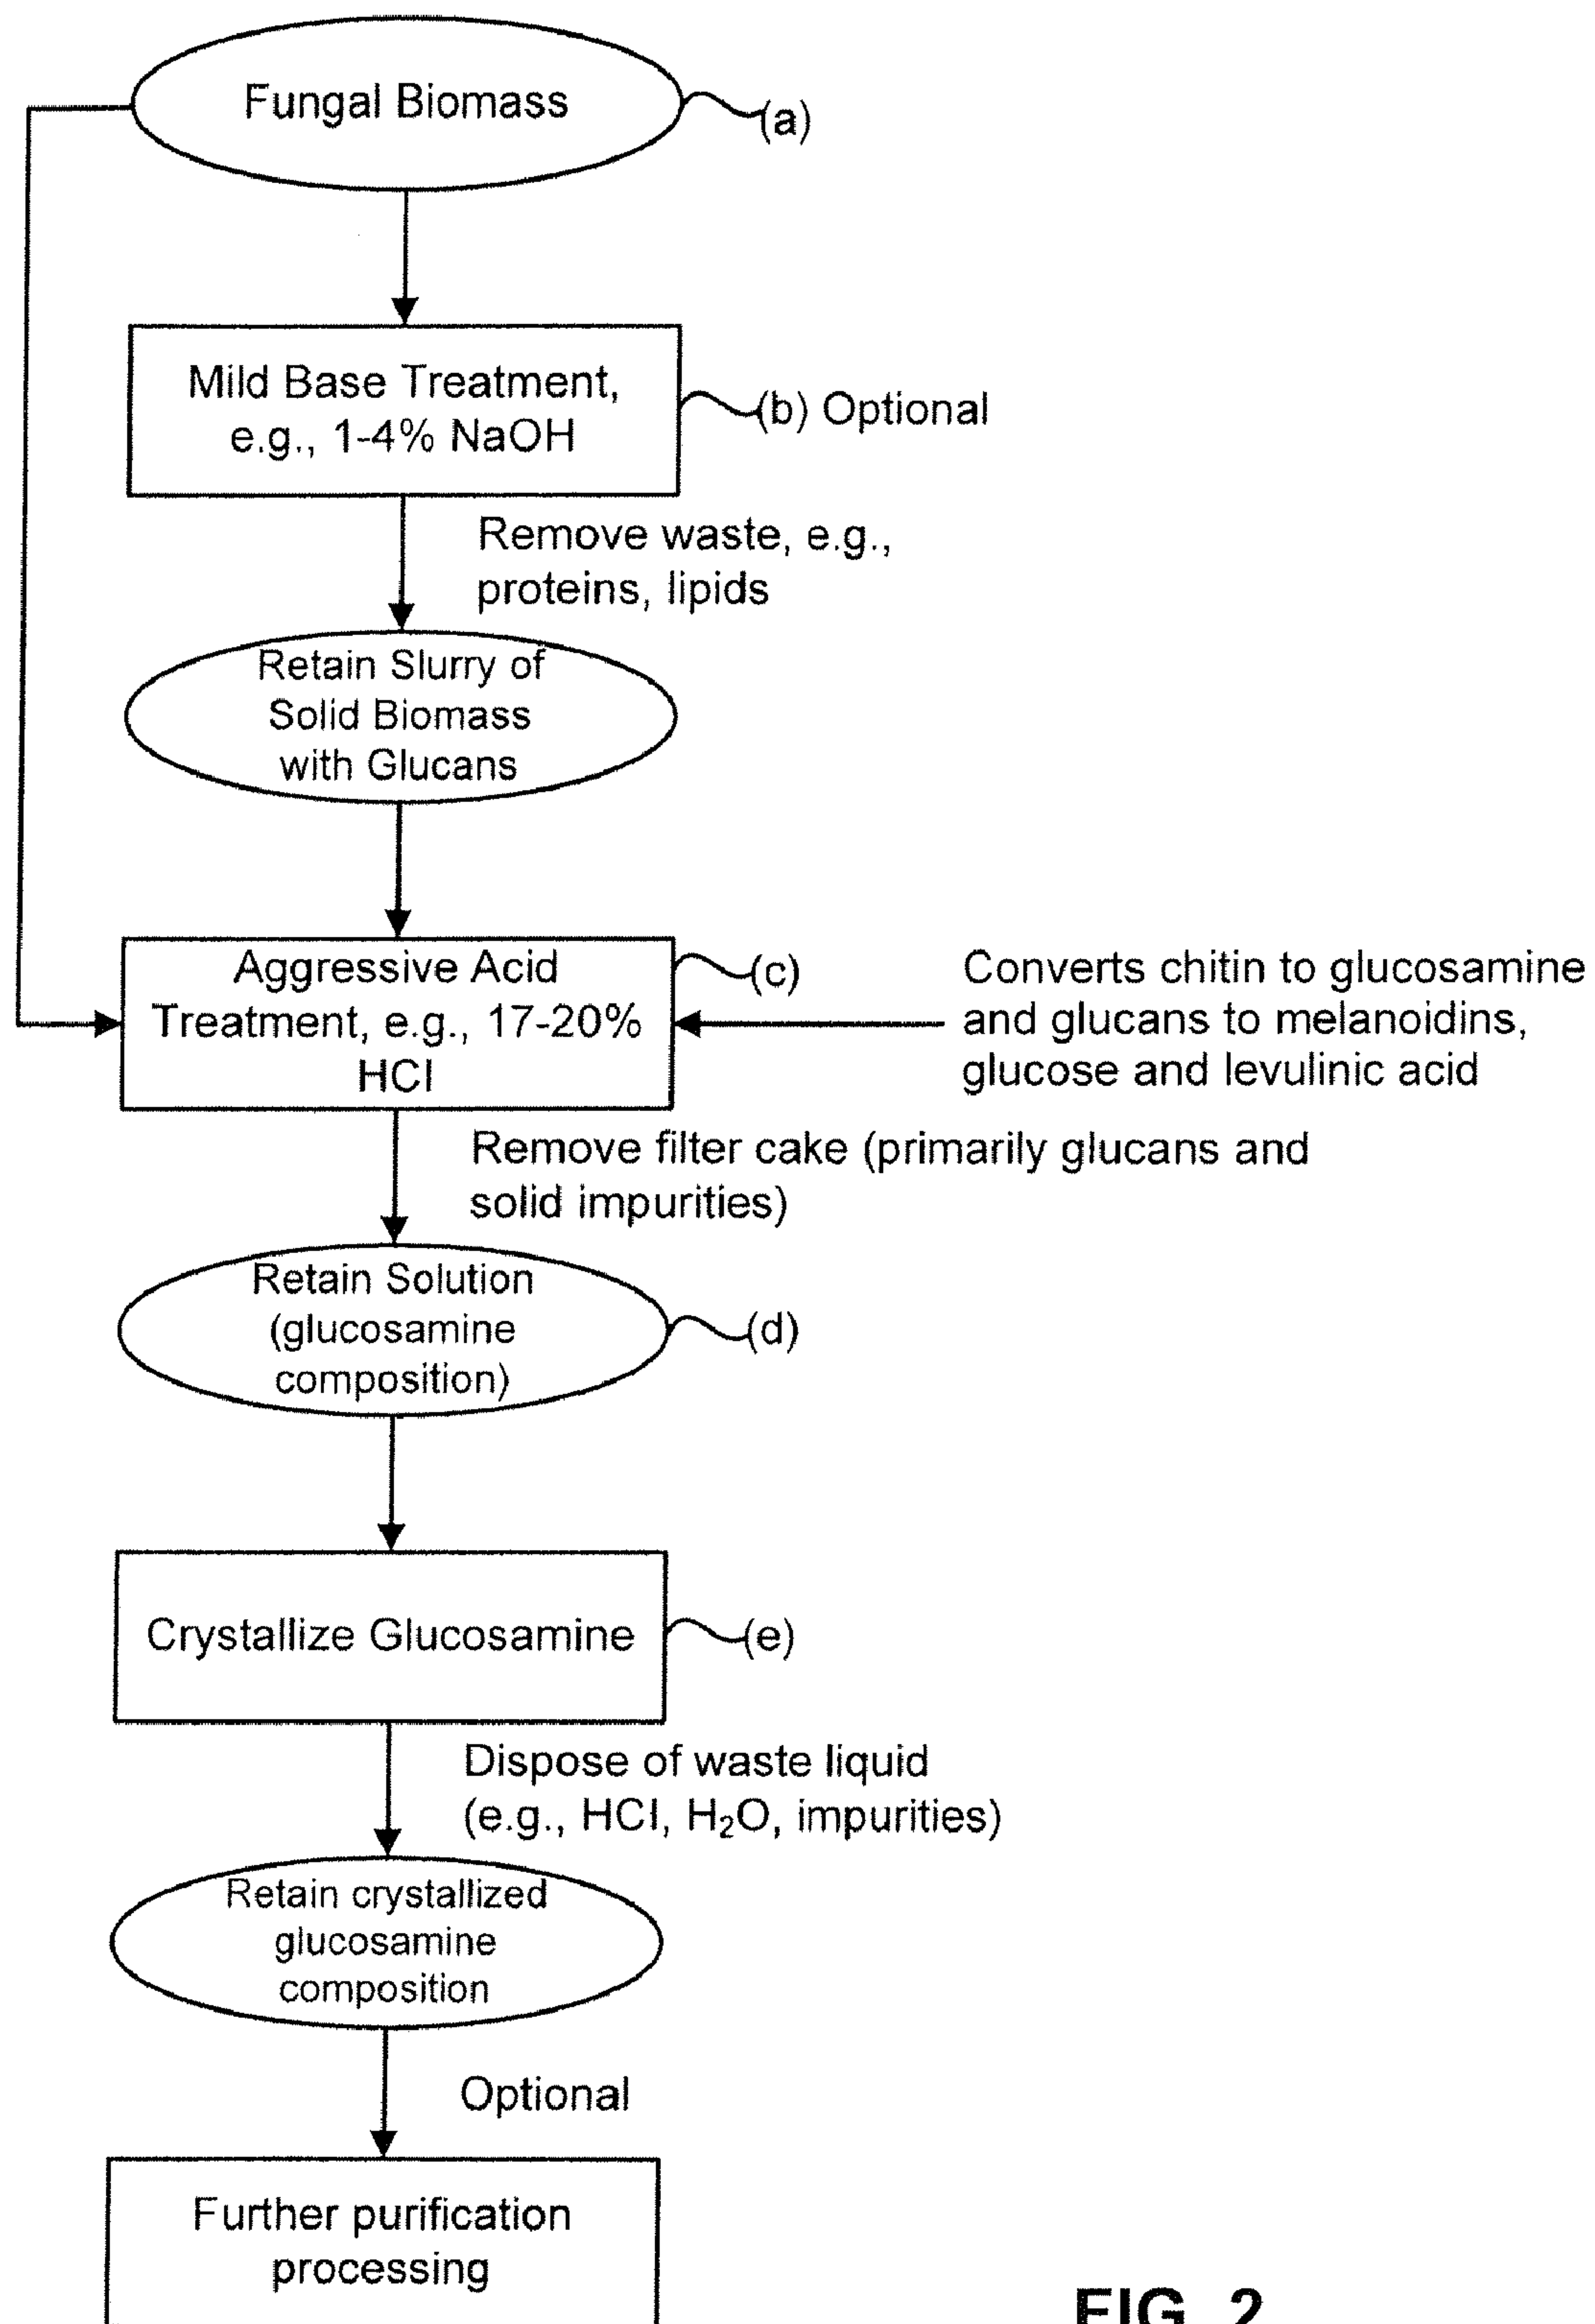 Fungal Biomass
(a)
Mild Base Treatment,
e.g., 1-4% NaOH
(b) Optional
Remove waste, e.g.,
proteins, lipids
Retain Slurry of
Solid Biomass
with Glucans
Aggressive Acid
Treatment, e.g., 17-20%
HCl
(c)
Converts chitin to glucosamine
and glucans to melanoidins,
glucose and levulinic acid
Remove filter cake (primarily glucans and
solid impurities)
Retain Solution
(glucosamine
composition)
(d)
Crystallize Glucosamine
(e)
Dispose of waste liquid
(e.g., HCl, H₂O, impurities)
Retain crystallized
glucosamine
composition
Optional
Further purification
processing
FIG. 2